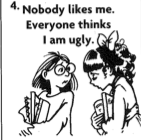 4. Nobody likes me.
Everyone thinks
I am ugly.